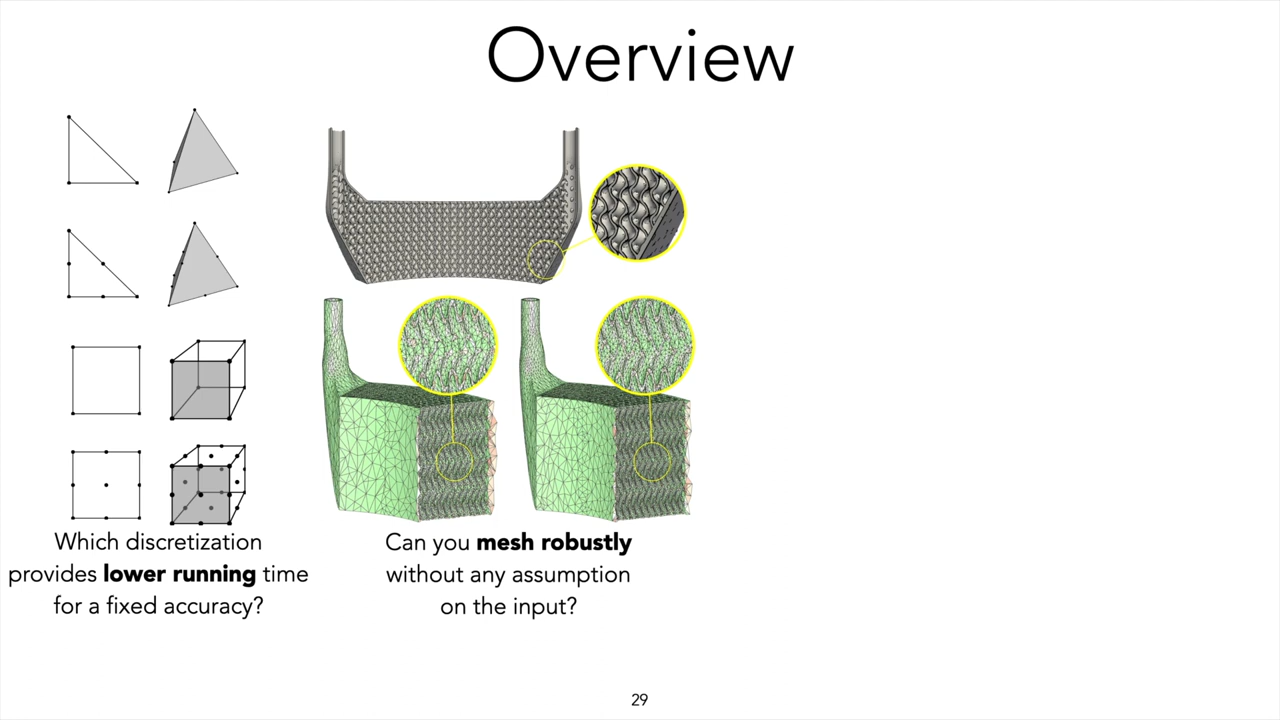 Overview
Which discretization
provides lower running time
for a fixed accuracy?
Can you mesh robustly
without any assumption
on the input?
29